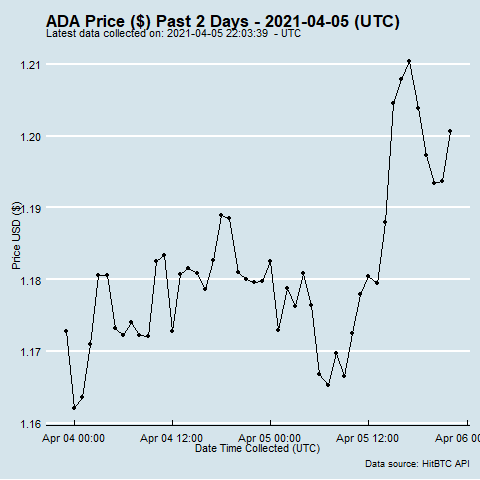 ADA Price ($) Past 2 Days - 2021-04-05 (UTC)
Latest data collected on: 2021-04-05 22:03:39 - UTC
1.21
1.20
1.19
1.18
1.17
1.16
Price USD ($)
Apr 04 00:00
Apr 04 12:00
Apr 05 00:00
Apr 05 12:00
Apr 06 00
Date Time Collected (UTC)
Data source: HitBTC API